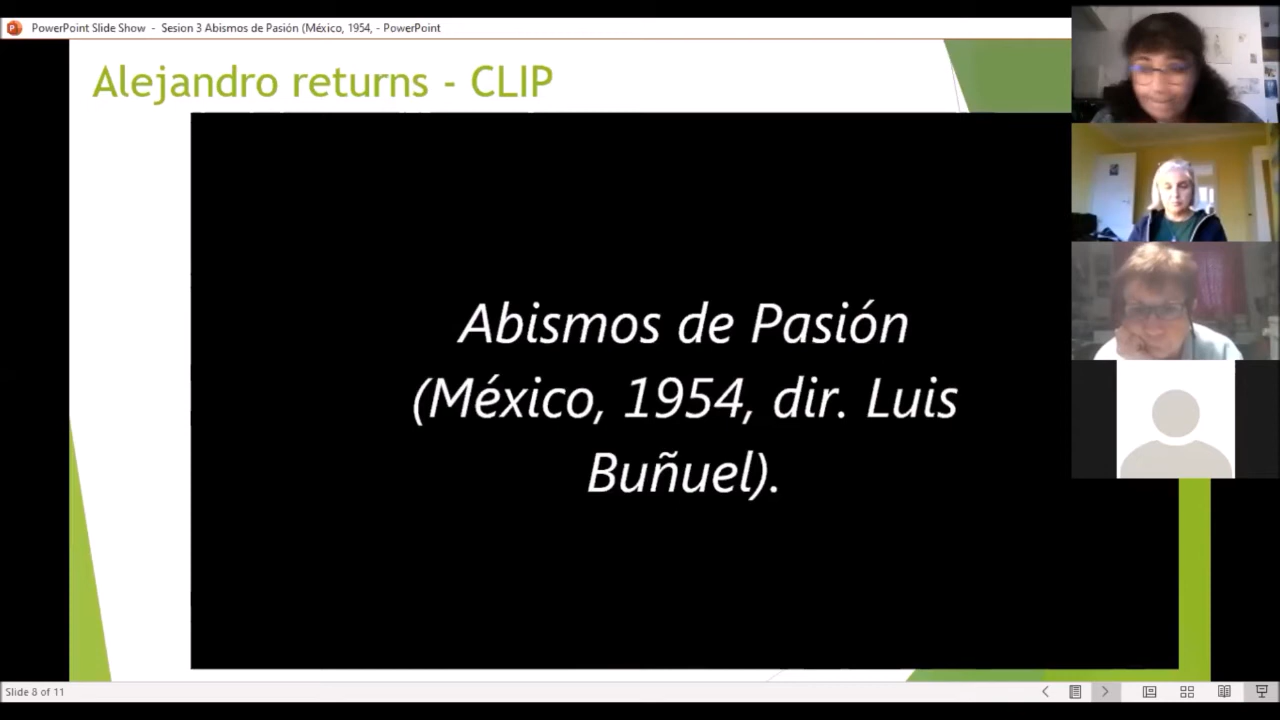 PowerPoint Slide Show - Sesion 3 Abismos de Pasión (México, 1954, - PowerPoint
Alejandro returns - CLIP
Abismos de Pasión
(México, 1954, dir. Luis
Buñuel).
Slide 8 of 11